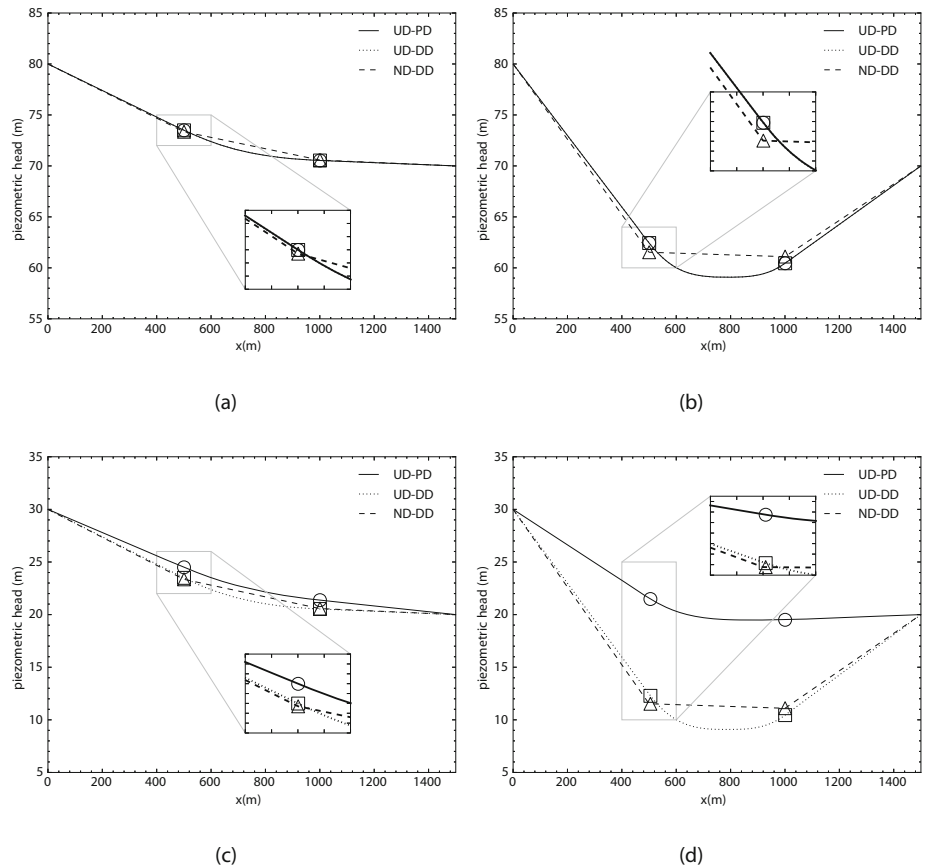 85
80
75
70
65
60
55
0 200 400 600 800 1000 1200 1400
x(m)
piezometric head (m)
UD-PD
UD-DD
ND-DD
(a)
85
80
75
70
65
60
55
0 200 400 600 800 1000 1200 1400
x(m)
piezometric head (m)
UD-PD
UD-DD
ND-DD
(b)
35
30
25
20
15
10
5
0 200 400 600 800 1000 1200 1400
x(m)
piezometric head (m)
UD-PD
UD-DD
ND-DD
(c)
35
30
25
20
15
10
5
0 200 400 600 800 1000 1200 1400
x(m)
piezometric head (m)
UD-PD
UD-DD
ND-DD
(d)